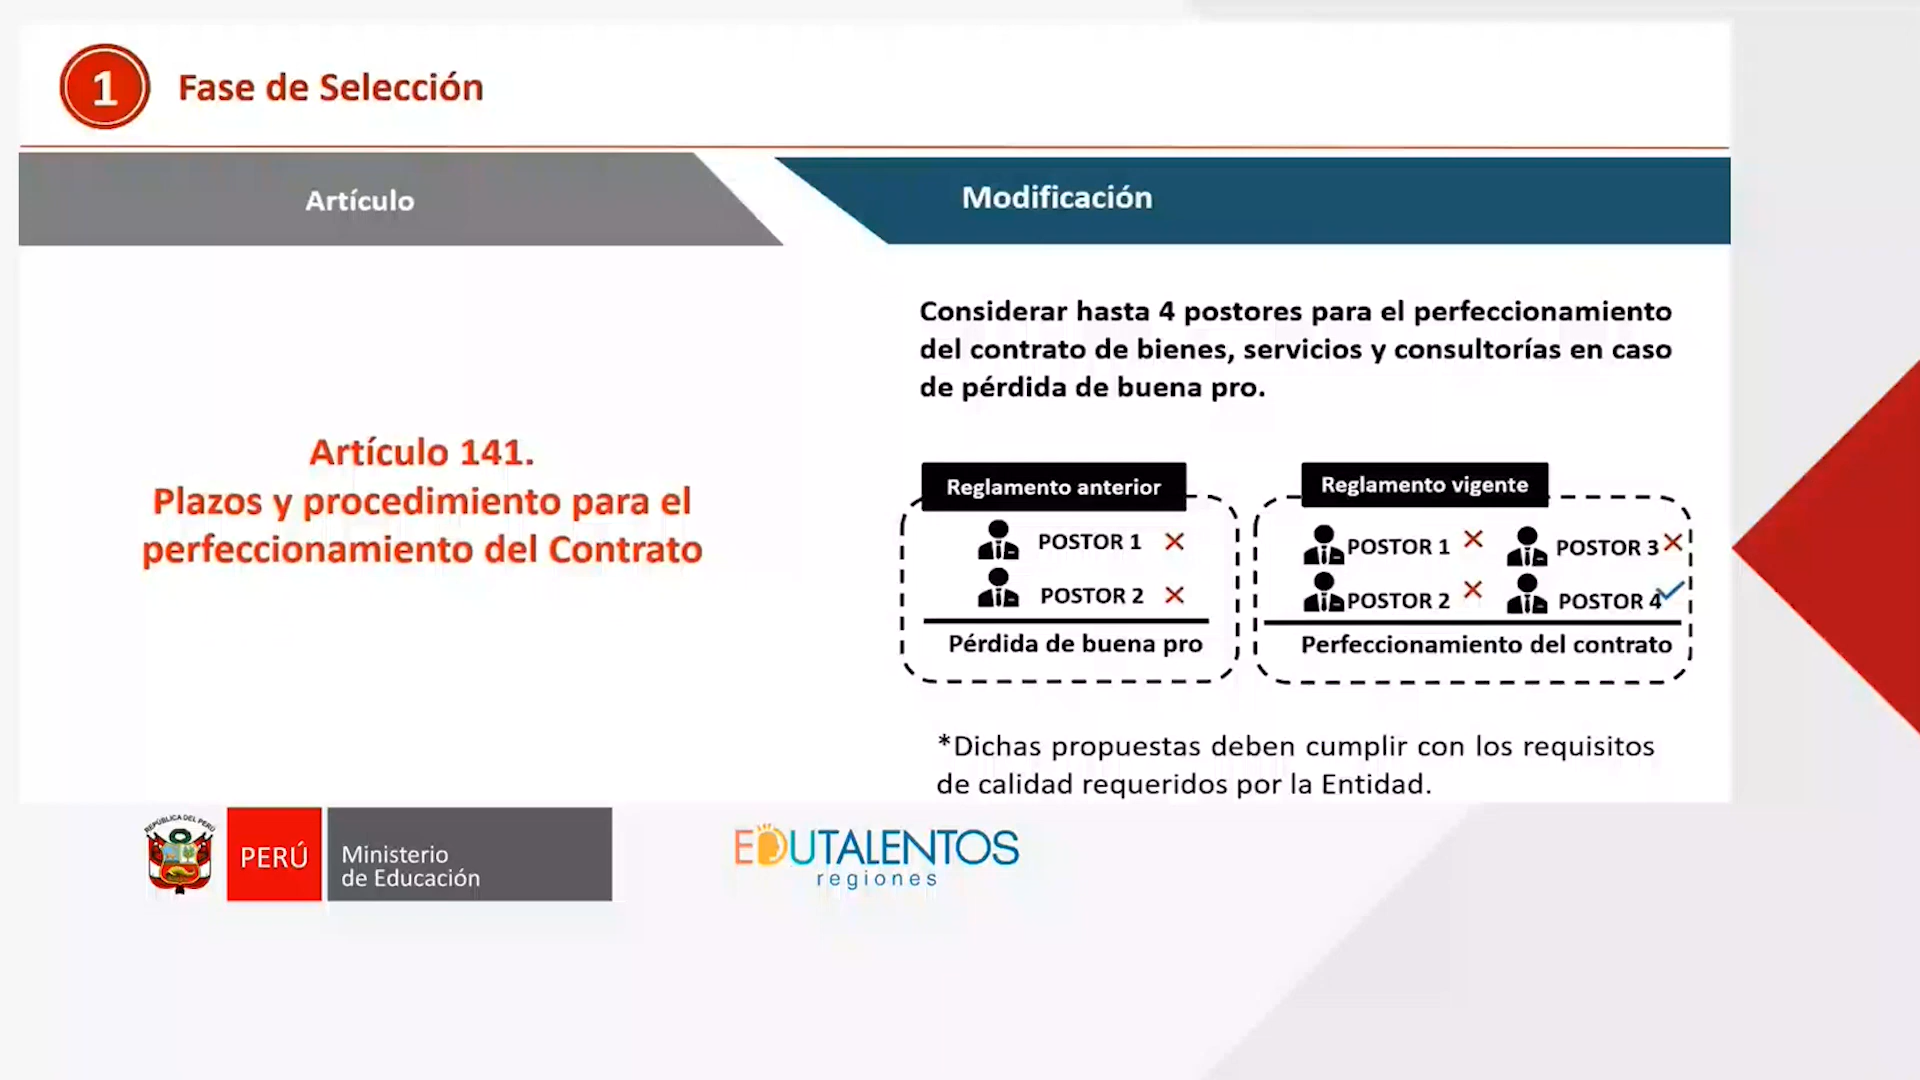 1 Fase de Selección
Artículo
Modificación
Artículo 141.
Plazos y procedimiento para el
perfeccionamiento del Contrato
Considerar hasta 4 postores para el perfeccionamiento
del contrato de bienes, servicios y consultorías en caso
de pérdida de buena pro.
Reglamento anterior
POSTOR 1
POSTOR 2
Pérdida de buena pro
Reglamento vigente
POSTOR 1
POSTOR 3
POSTOR 2
POSTOR 4
Perfeccionamiento del contrato
*Dichas propuestas deben cumplir con los requisitos
de calidad requeridos por la Entidad.
REPÚBLICA DEL PERÚ
PERÚ
Ministerio
de Educación
EDUTALENTOS
regiones